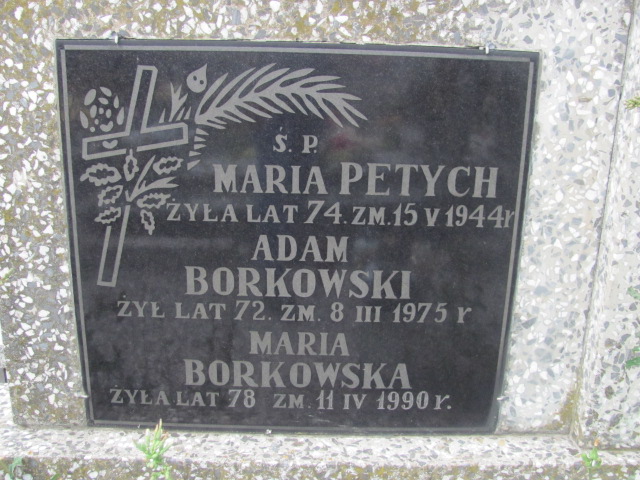 Ś. P.
MARIA PETYCH
ŻYŁA LAT 74. ZM. 15 V 1944 r
ADAM
BORKOWSKI
ŻYŁ LAT 72. ZM. 8 III 1975 r
MARIA
BORKOWSKA
ŻYŁA LAT 78 ZM. 11 IV 1990 r.